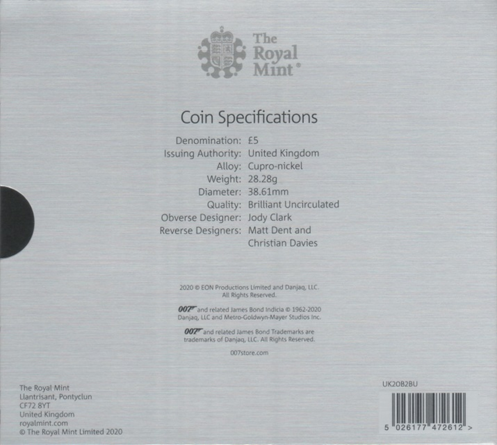 The
Royal
Mint®
Coin Specifications
Denomination: £5
Issuing Authority: United Kingdom
Alloy: Cupro-nickel
Weight: 28.28g
Diameter: 38.61mm
Quality: Brilliant Uncirculated
Obverse Designer: Jody Clark
Reverse Designers: Matt Dent and
Christian Davies
2020 © EON Productions Limited and Danjaq, LLC.
All Rights Reserved.
007 and related James Bond Indicia © 1962-2020
Danjaq, LLC and Metro-Goldwyn-Mayer Studios Inc.
007 and related James Bond Trademarks are
trademarks of Danjaq, LLC. All Rights Reserved.
007store.com
The Royal Mint
Llantrisant, Pontyclun
CF72 8YT
United Kingdom
royalmint.com
© The Royal Mint Limited 2020
UK20B2BU
5 026177 472612 >